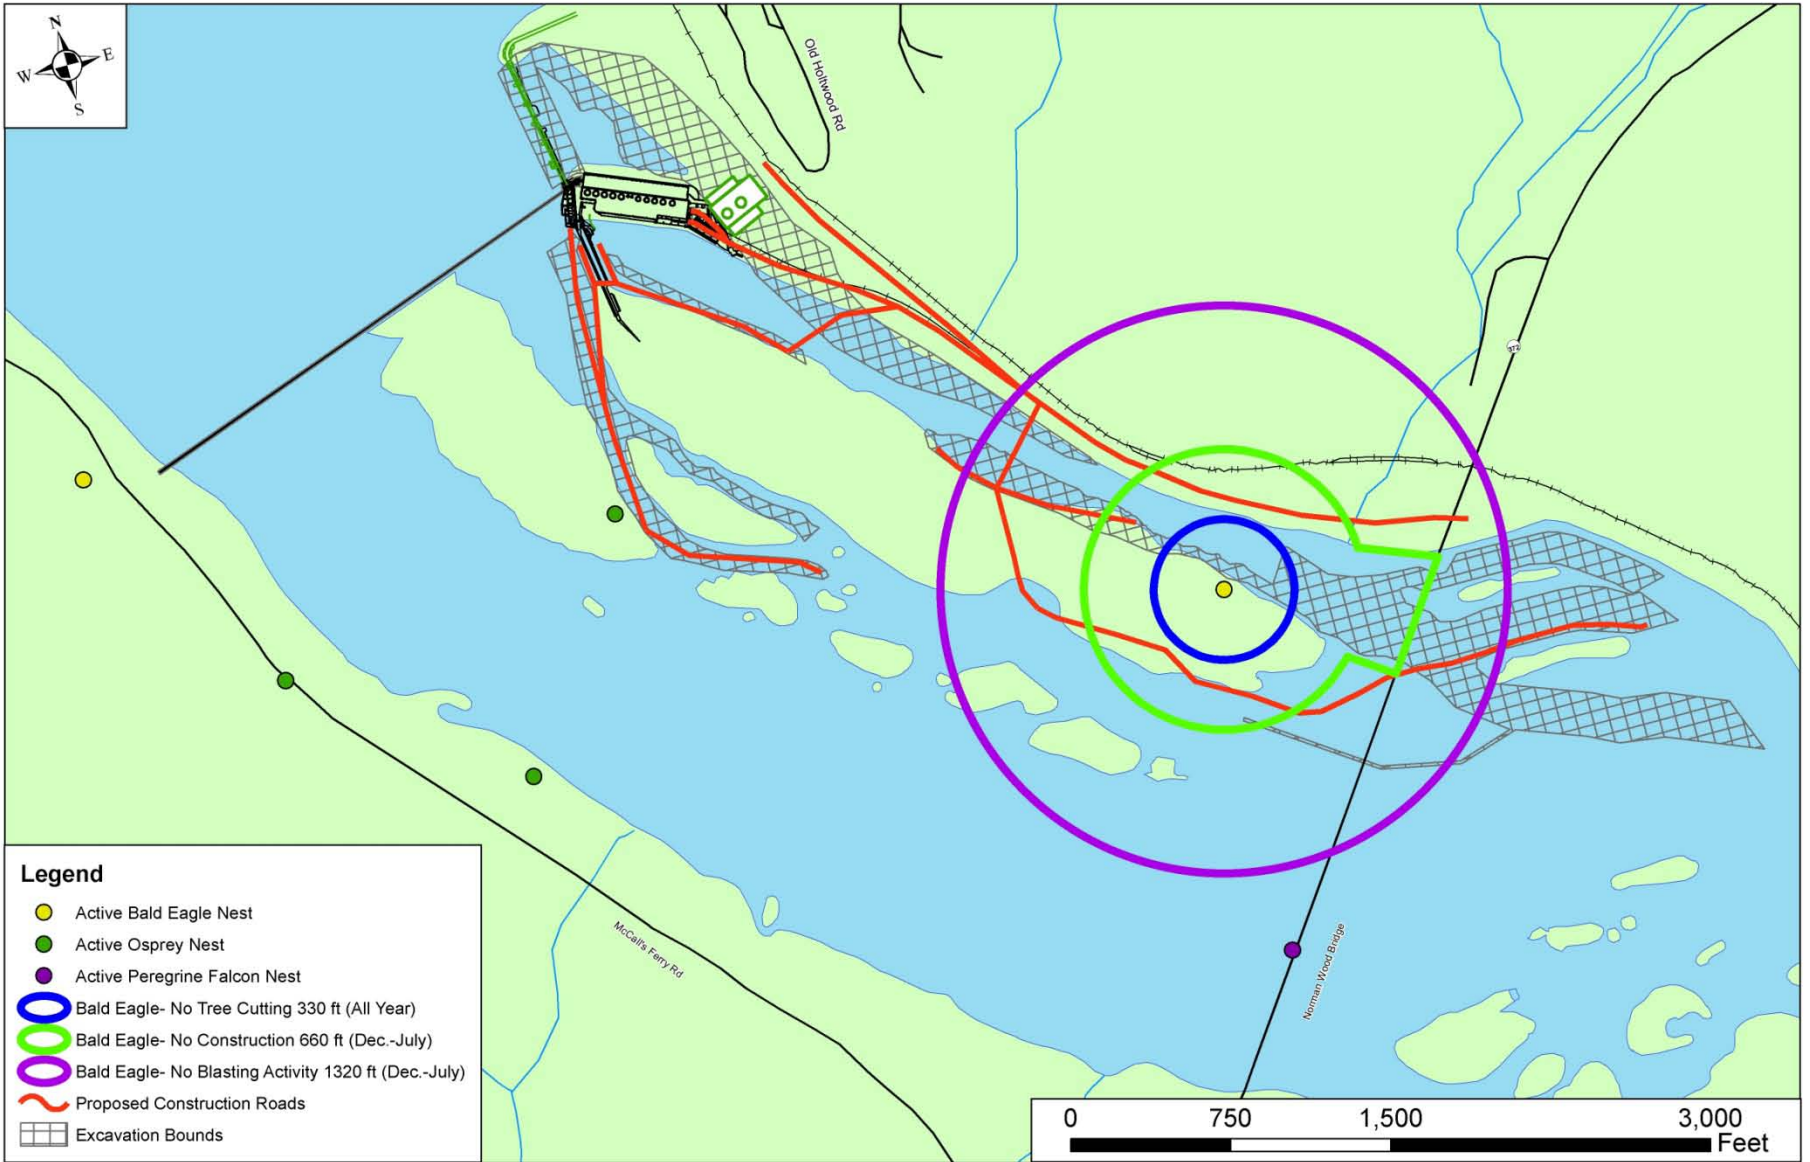 N
W
E
S
Old Holtwood Rd
372
McCall's Ferry Rd
Norman Wood Bridge
Legend
Active Bald Eagle Nest
Active Osprey Nest
Active Peregrine Falcon Nest
Bald Eagle- No Tree Cutting 330 ft (All Year)
Bald Eagle- No Construction 660 ft (Dec.-July)
Bald Eagle- No Blasting Activity 1320 ft (Dec.-July)
Proposed Construction Roads
Excavation Bounds
0 750 1,500 3,000
Feet